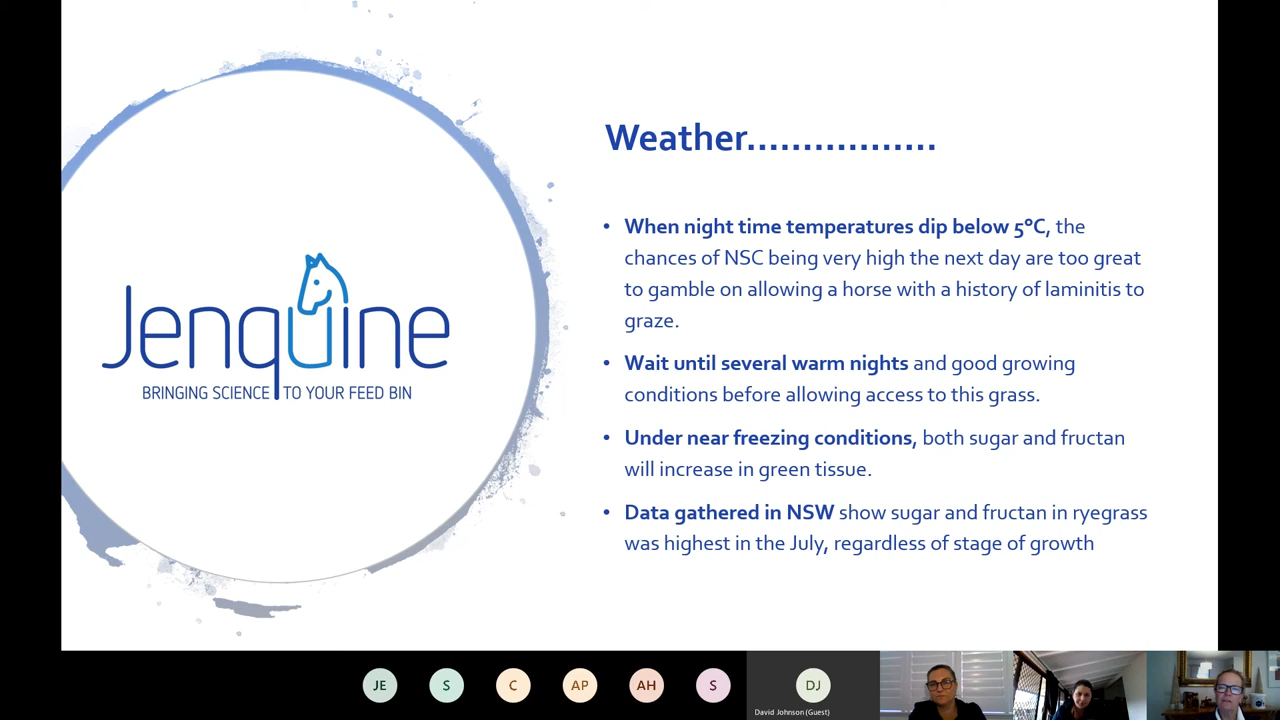 Jenquine
BRINGING SCIENCE TO YOUR FEED BIN
Weather.................
• When night time temperatures dip below 5°C, the
chances of NSC being very high the next day are too great
to gamble on allowing a horse with a history of laminitis to
graze.
• Wait until several warm nights and good growing
conditions before allowing access to this grass.
• Under near freezing conditions, both sugar and fructan
will increase in green tissue.
• Data gathered in NSW show sugar and fructan in ryegrass
was highest in the July, regardless of stage of growth
JE S C AP AH S DJ
David Johnson (Guest)